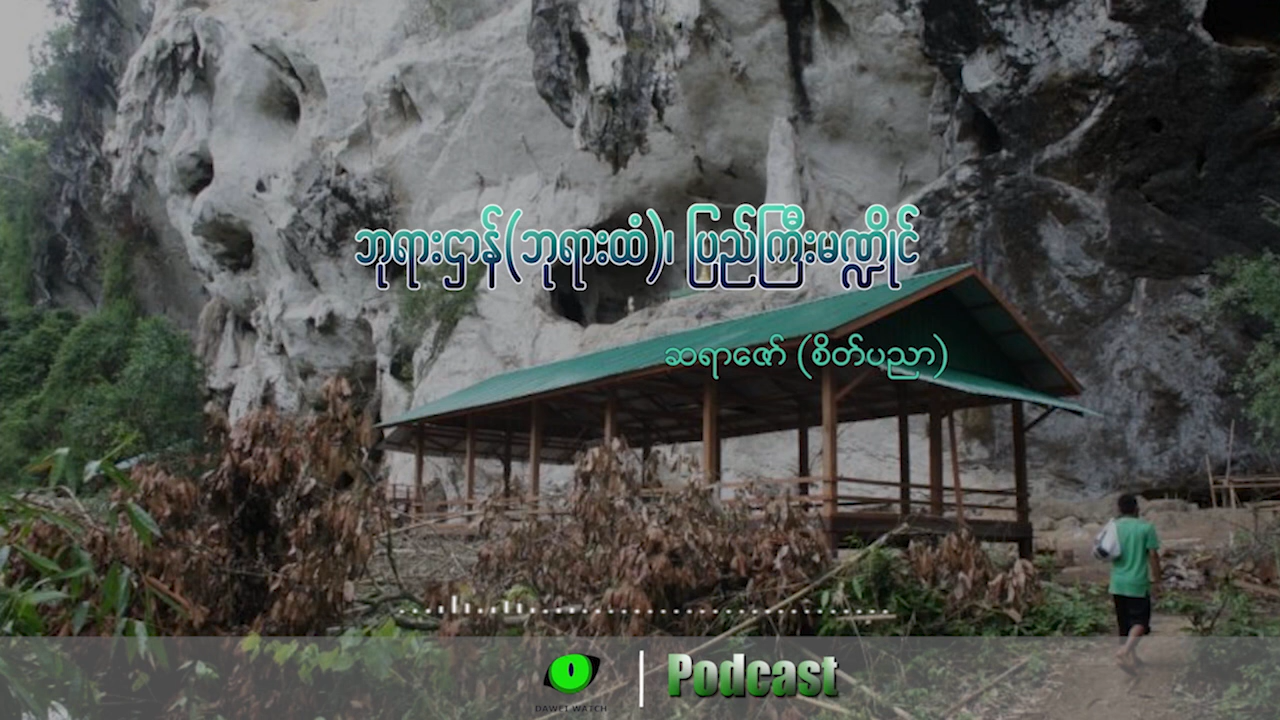 ဘုရားဌာန်(ဘုရားထံ)၊ ပြည်ကြီးမဏ္ဍိုင်
ဆရာဇော် (စိတ်ပညာ)
DAWEI WATCH
Podcast